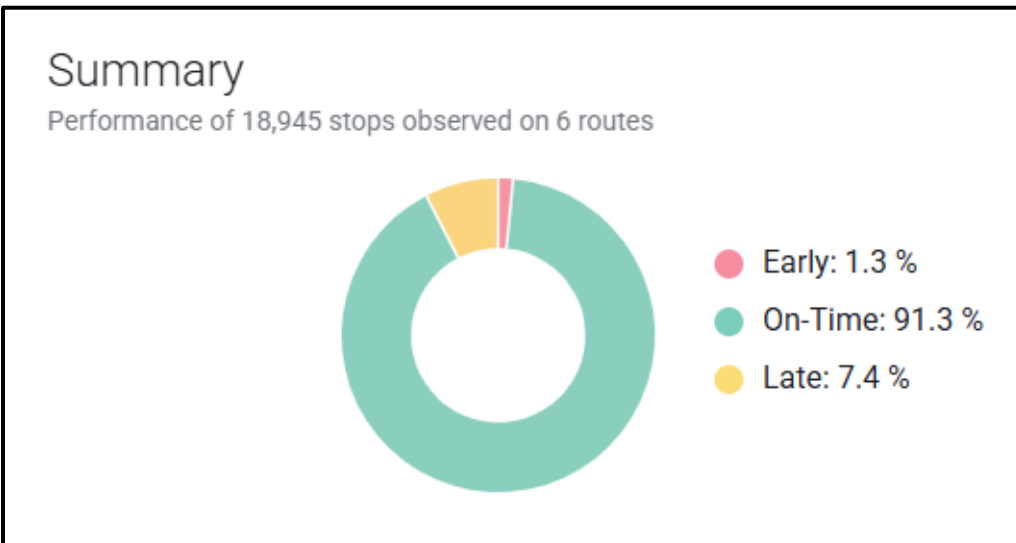 Summary
Performance of 18,945 stops observed on 6 routes
Early: 1.3 %
On-Time: 91.3 %
Late: 7.4 %